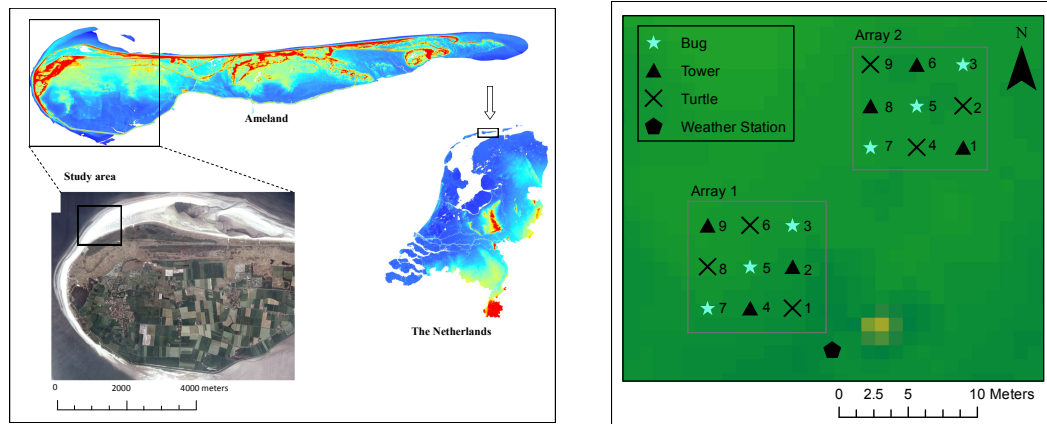 Ameland
Study area
The Netherlands
0 2000 4000 meters
Bug
Tower
Turtle
Weather Station
N
Array 2
9 6 3
8 5 2
7 4 1
Array 1
9 6 3
8 5 2
7 4 1
0 2.5 5 10 Meters